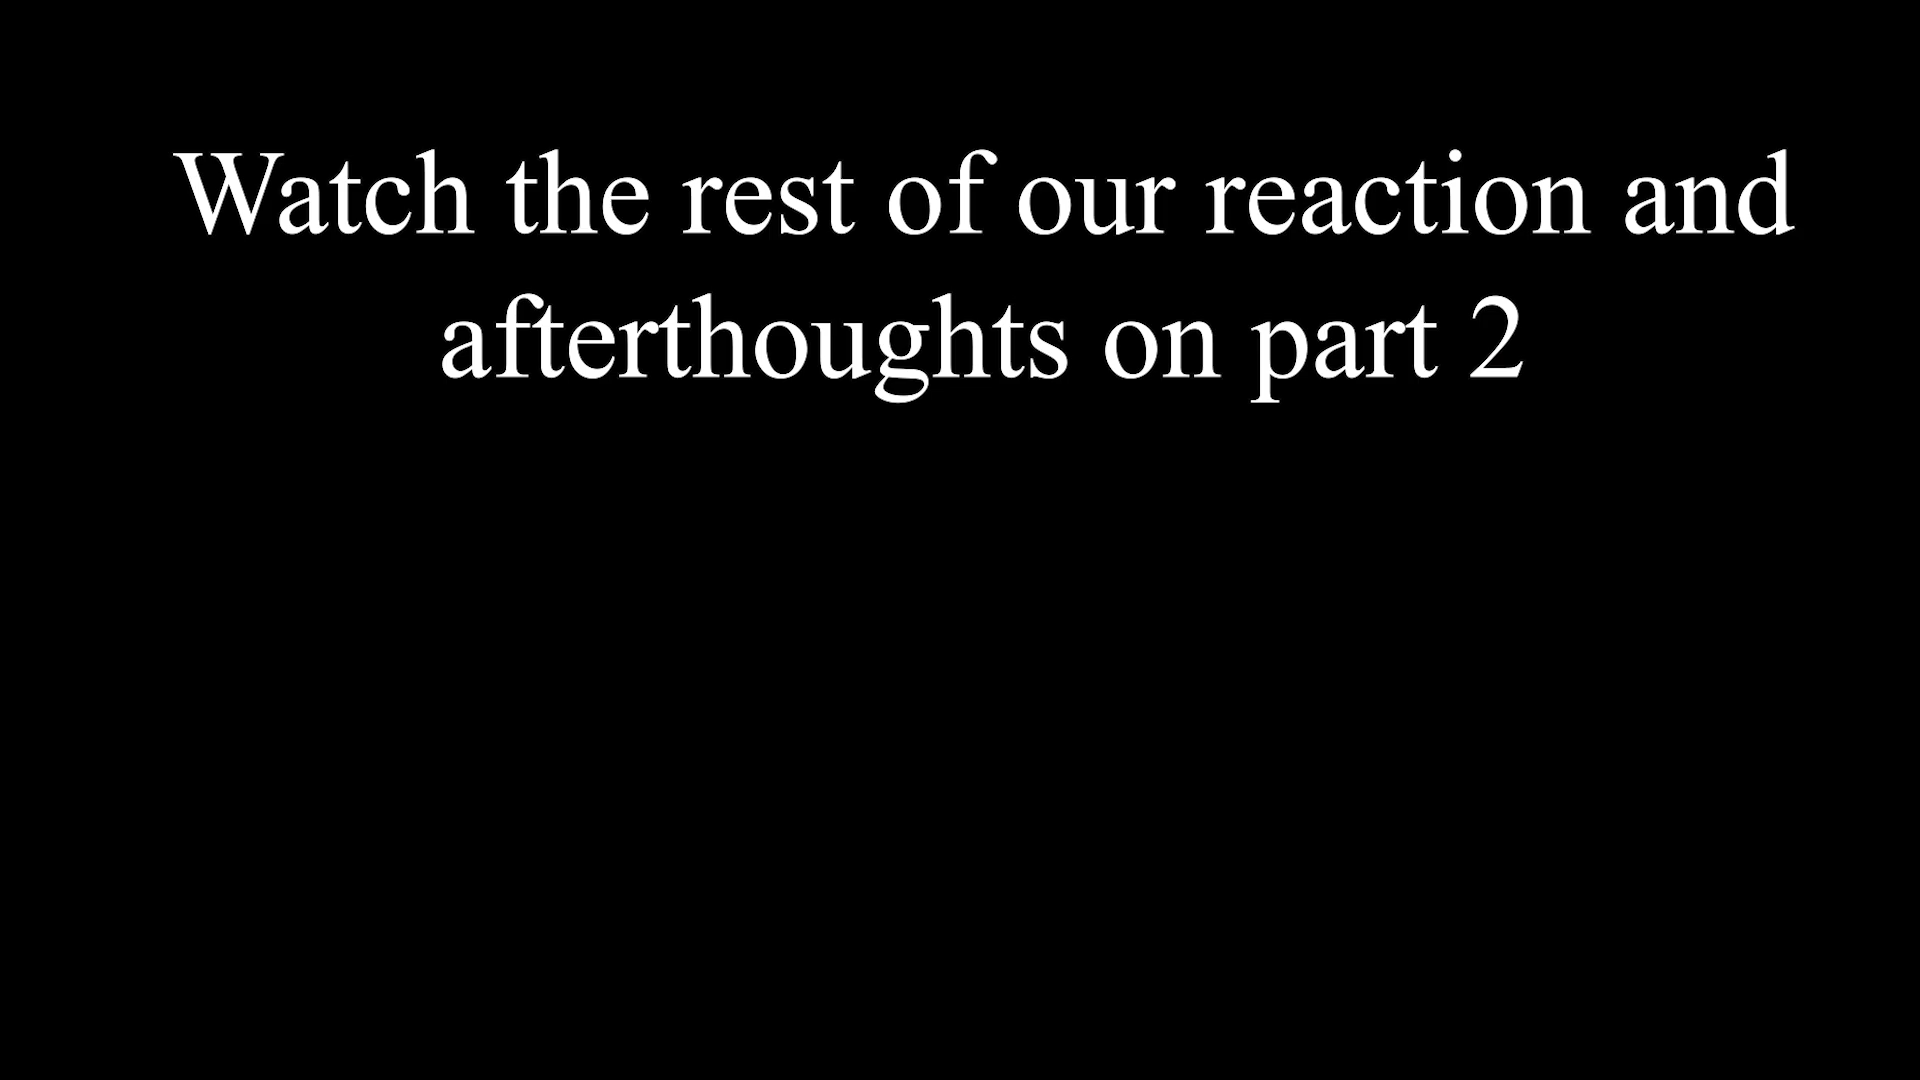 Watch the rest of our reaction and
afterthoughts on part 2